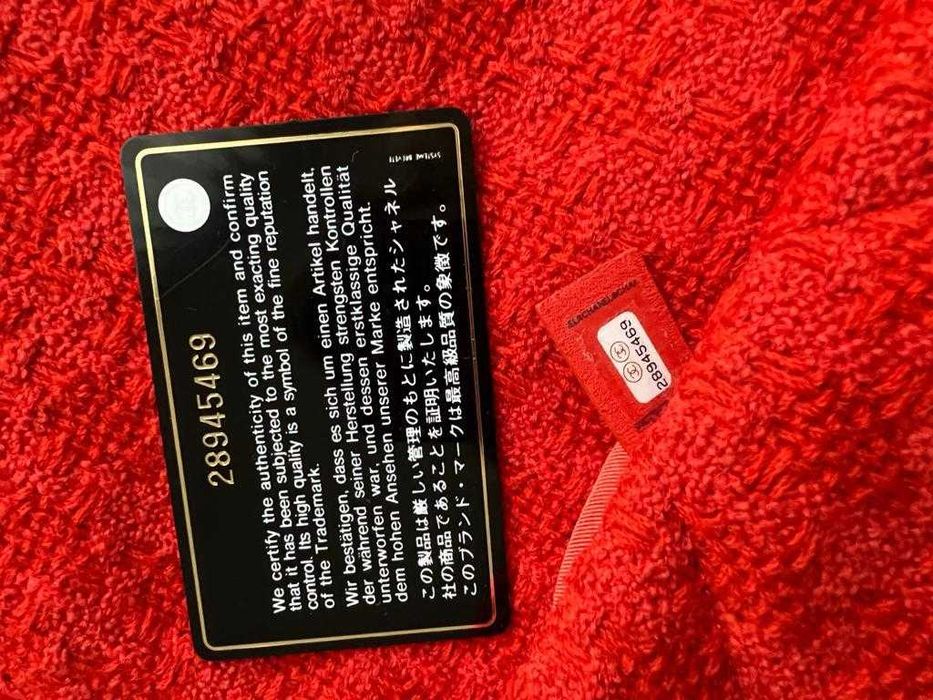 28945469
We certify the authenticity of this item and confirm
that it has been subjected to the most exacting quality
control. Its high quality is a symbol of the fine reputation
of the Trademark.
Wir bestätigen, dass es sich um einen Artikel handelt,
der während seiner Herstellung strengsten Kontrollen
unterworfen war, und dessen erstklassige Qualität
dem hohen Ansehen unserer Marke entspricht.
この製品は厳しい管理のもとに製造されたシャネル
社の商品であることを証明いたします。
このブランド・マークは最高級品質の象徴です。
28945469